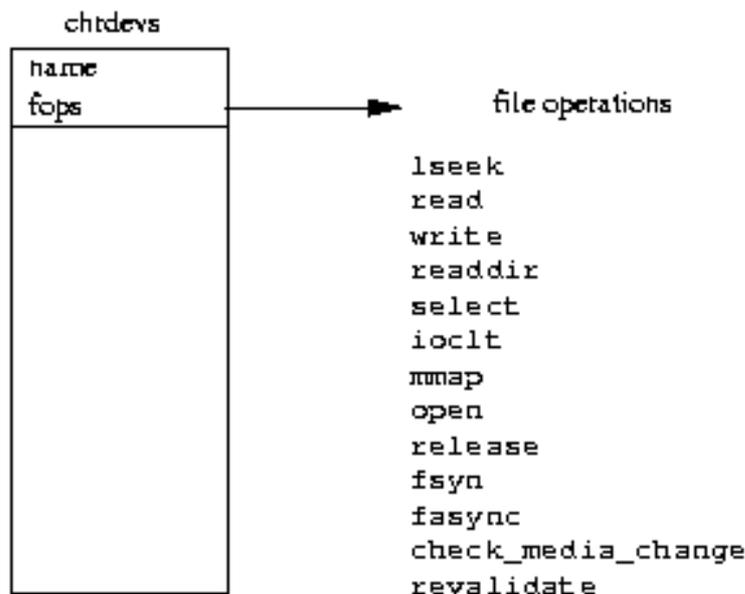 chrdevs
name
fops
file operations
lseek
read
write
readdir
select
ioclt
mmap
open
release
fsyn
fasync
check_media_change
revalidate